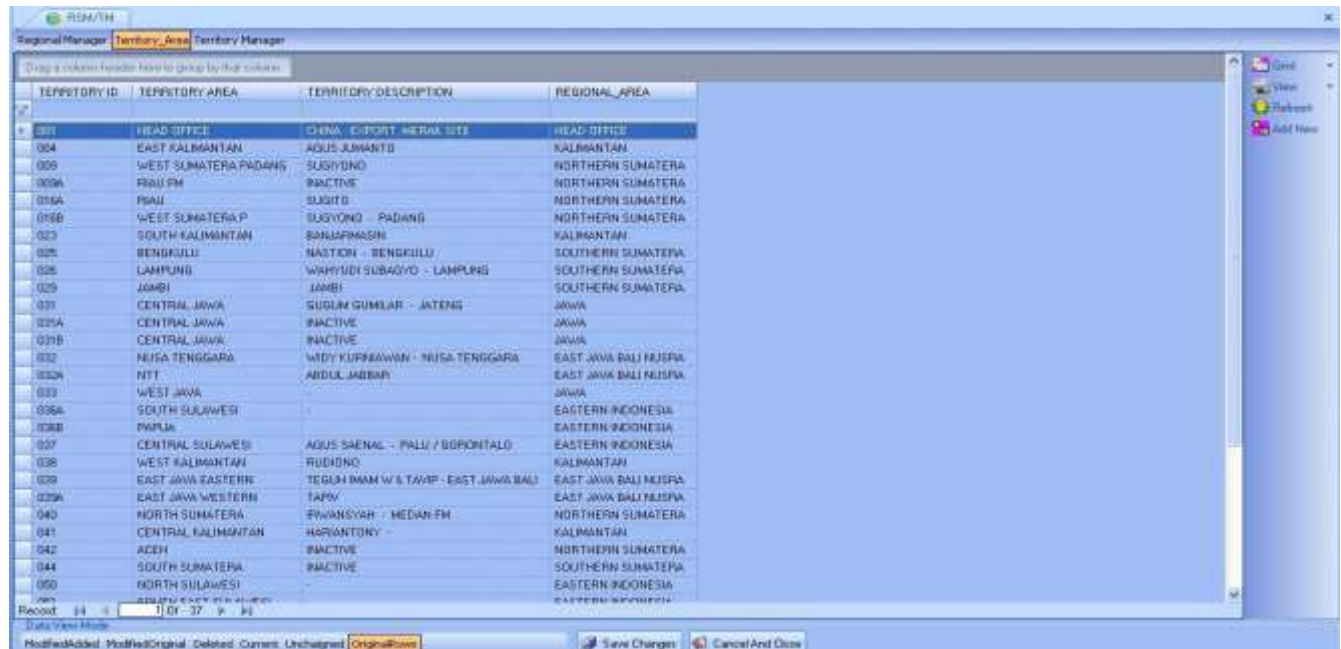 RSM/TM
Regional Manager Territory_Area Territory Manager
Drag a column header here to group by that column.
TERRITORY ID TERRITORY AREA TERRITORY DESCRIPTION REGIONAL_AREA
001 HEAD OFFICE CHINA EXPORT MERAK SITE HEAD OFFICE
004 EAST KALIMANTAN AGUS JUMANTO KALIMANTAN
009 WEST SUMATERA PADANG SUGIYONO NORTHERN SUMATERA
009A RIAU FM INACTIVE NORTHERN SUMATERA
016A RIAU SUGITO NORTHERN SUMATERA
016B WEST SUMATERA P SUGYONO - PADANG NORTHERN SUMATERA
023 SOUTH KALIMANTAN BANJARMASIN KALIMANTAN
025 BENGKULU NASTION - BENGKULU SOUTHERN SUMATERA
026 LAMPUNG WAHYUDI SUBAGYO - LAMPUNG SOUTHERN SUMATERA
029 JAMBI JAMBI SOUTHERN SUMATERA
031 CENTRAL JAWA GUGUM GUMILAR - JATENG JAWA
031A CENTRAL JAWA INACTIVE JAWA
031B CENTRAL JAWA INACTIVE JAWA
032 NUSA TENGGARA WIDY KURNIAWAN - NUSA TENGGARA EAST JAVA BALI NUSRA
032A NTT ABDUL JABBAR EAST JAVA BALI NUSRA
033 WEST JAVA - JAWA
036A SOUTH SULAWESI - EASTERN INDONESIA
036B PAPUA EASTERN INDONESIA
037 CENTRAL SULAWESI AGUS SAENAL - PALU / GORONTALO EASTERN INDONESIA
038 WEST KALIMANTAN RUDIONO KALIMANTAN
039 EAST JAVA EASTERN TEGUH IMAM W & TAVIP - EAST JAWA BALI EAST JAVA BALI NUSRA
039A EAST JAVA WESTERN TAPIV EAST JAVA BALI NUSRA
040 NORTH SUMATERA IRWANSYAH - MEDAN FM NORTHERN SUMATERA
041 CENTRAL KALIMANTAN HARIANTONY - KALIMANTAN
042 ACEH INACTIVE NORTHERN SUMATERA
044 SOUTH SUMATERA INACTIVE SOUTHERN SUMATERA
050 NORTH SULAWESI - EASTERN INDONESIA
Record 1 Of 37
Data View Mode
ModifiedAdded ModifiedOriginal Deleted Current Unchanged OriginalRows Save Changes Cancel And Close
Grid
View
Refresh
Add New